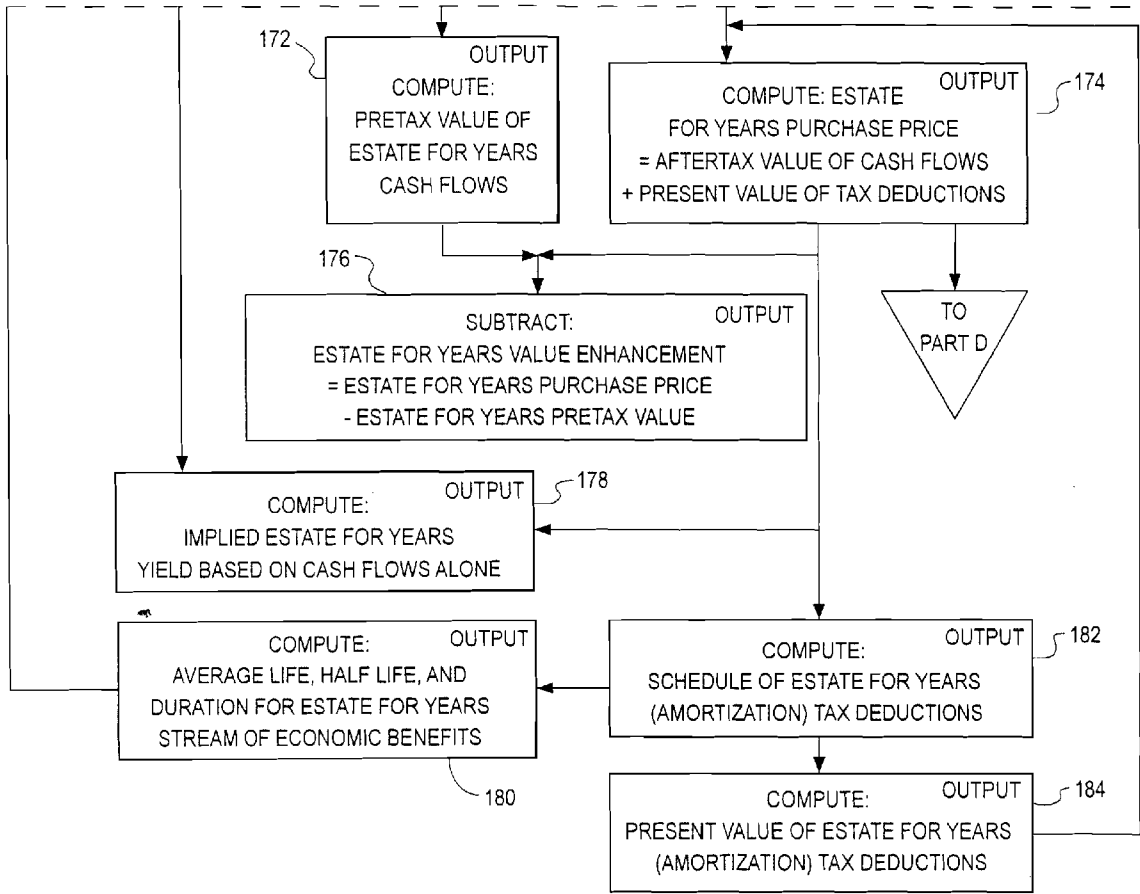 172
OUTPUT
COMPUTE:
PRETAX VALUE OF
ESTATE FOR YEARS
CASH FLOWS
OUTPUT
174
COMPUTE: ESTATE
FOR YEARS PURCHASE PRICE
= AFTERTAX VALUE OF CASH FLOWS
+ PRESENT VALUE OF TAX DEDUCTIONS
176
OUTPUT
SUBTRACT:
ESTATE FOR YEARS VALUE ENHANCEMENT
= ESTATE FOR YEARS PURCHASE PRICE
- ESTATE FOR YEARS PRETAX VALUE
TO
PART D
OUTPUT
178
COMPUTE:
IMPLIED ESTATE FOR YEARS
YIELD BASED ON CASH FLOWS ALONE
OUTPUT
COMPUTE:
AVERAGE LIFE, HALF LIFE, AND
DURATION FOR ESTATE FOR YEARS
STREAM OF ECONOMIC BENEFITS
180
OUTPUT
182
COMPUTE:
SCHEDULE OF ESTATE FOR YEARS
(AMORTIZATION) TAX DEDUCTIONS
OUTPUT
184
COMPUTE:
PRESENT VALUE OF ESTATE FOR YEARS
(AMORTIZATION) TAX DEDUCTIONS